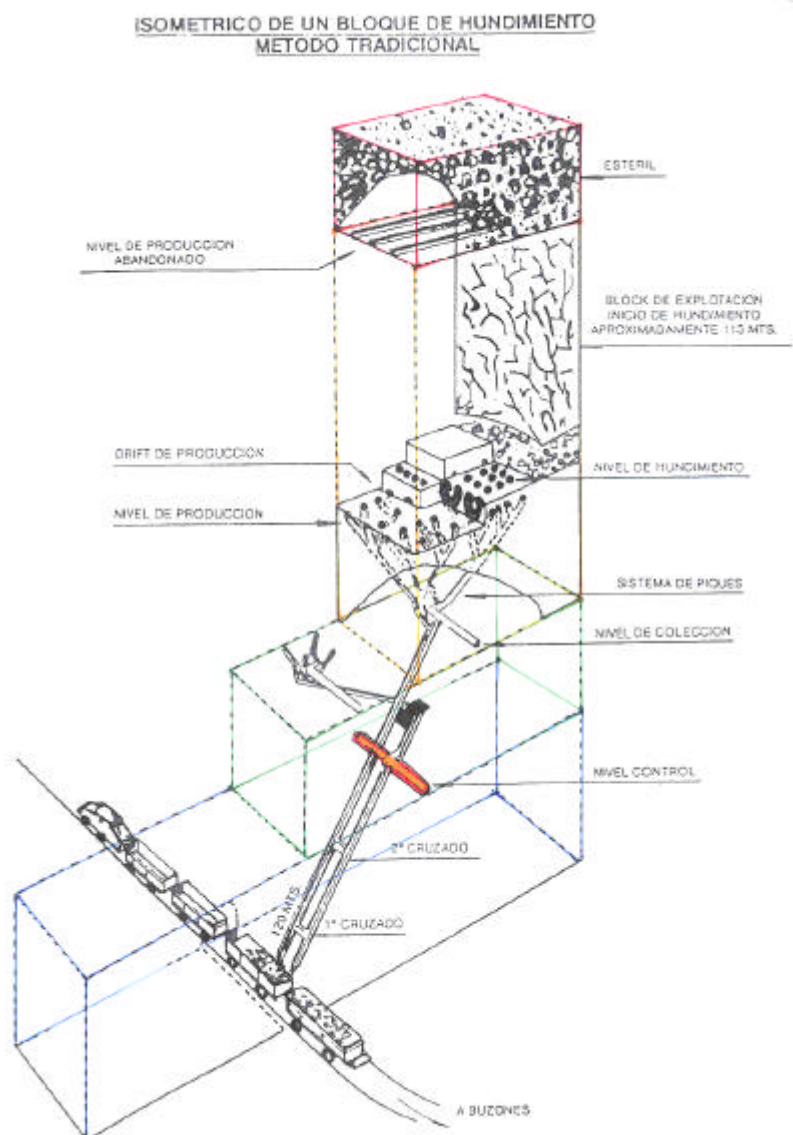 ISOMETRICO DE UN BLOQUE DE HUNDIMIENTO
METODO TRADICIONAL
ESTERIL
NIVEL DE PRODUCCION
ABANDONADO
BLOCK DE EXPLOTACION
INICIO DE HUNDIMIENTO
APROXIMADAMENTE 115 MTS.
DRIFT DE PRODUCCION
NIVEL DE HUNDIMIENTO
NIVEL DE PRODUCCION
SISTEMA DE PIQUES
NIVEL DE COLECCION
NIVEL CONTROL
2° CRUZADO
120 MTS.
1° CRUZADO
A BUZONES